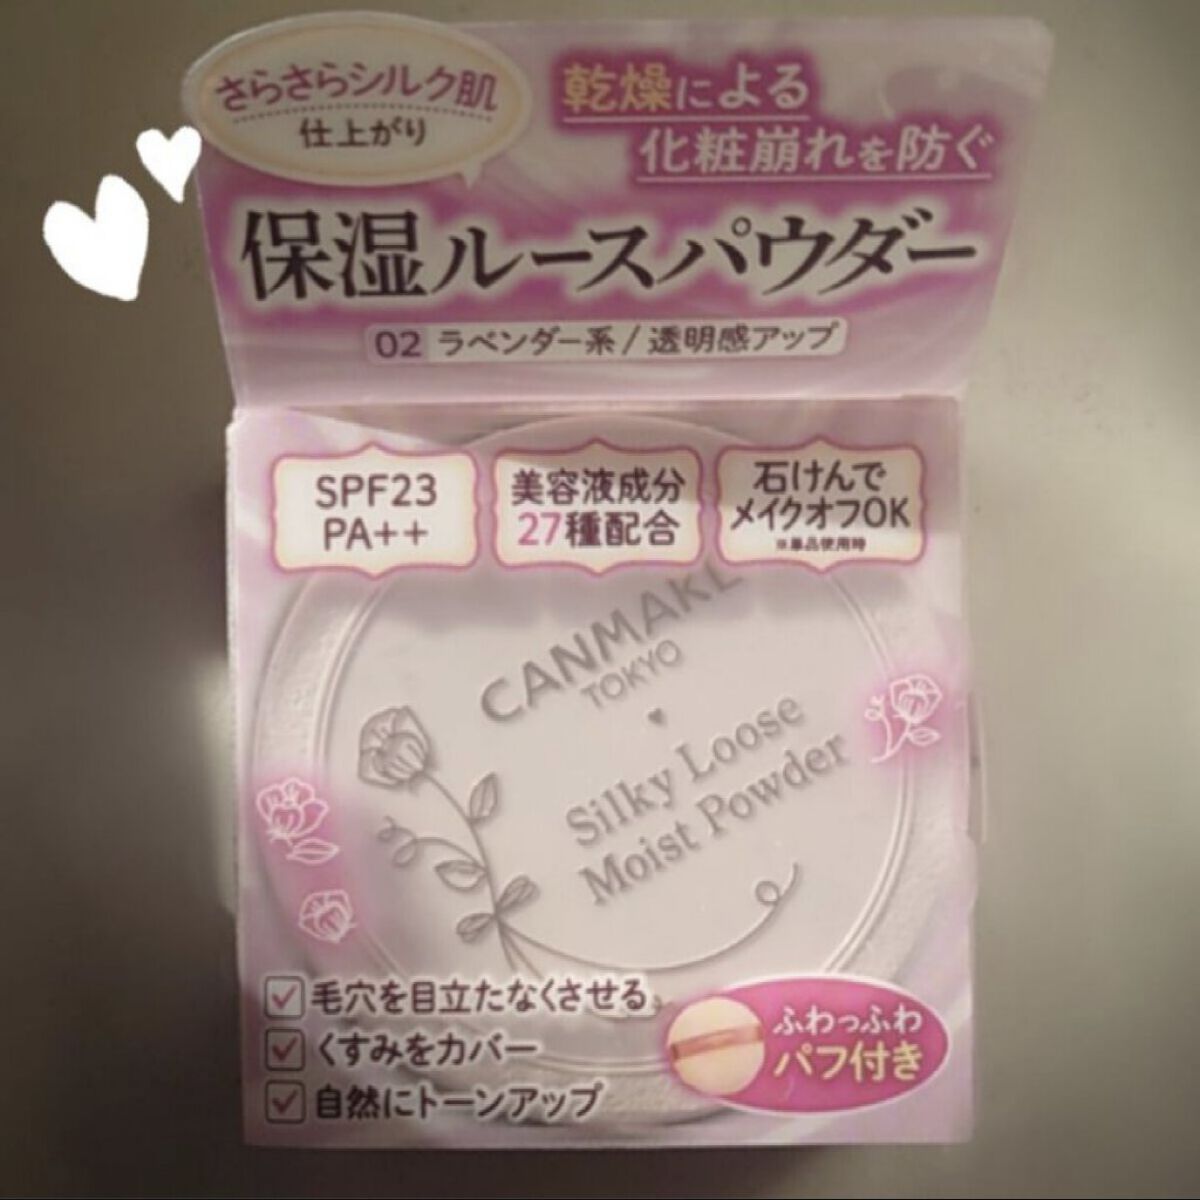 さらさらシルク肌
仕上がり
乾燥による
化粧崩れを防ぐ
保湿ルースパウダー
02 ラベンダー系/透明感アップ
SPF23
PA++
美容液成分
27種配合
石けんで
メイクオフOK
※単品使用時
CANMAKE
TOKYO
Silky Loose
Moist Powder
毛穴を目立たなくさせる
くすみをカバー
自然にトーンアップ
ふわっふわ
パフ付き